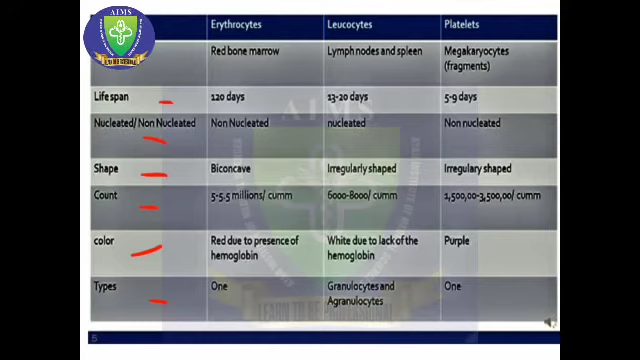 AIMS
Erythrocytes Leucocytes Platelets
Red bone marrow Lymph nodes and spleen Megakaryocytes
(fragments)
Life span 120 days 13-20 days 5-9 days
Nucleated/ Non Nucleated Non Nucleated nucleated Non nucleated
Shape Biconcave Irregularly shaped Irregulary shaped
Count 5-5.5 millions/ cumm 6000-8000/ cumm 1,500,00-3,500,00/ cumm
color Red due to presence of White due to lack of the Purple
hemoglobin hemoglobin
Types One Granulocytes and One
Agranulocytes
AIMS
LEARN TO BE
5